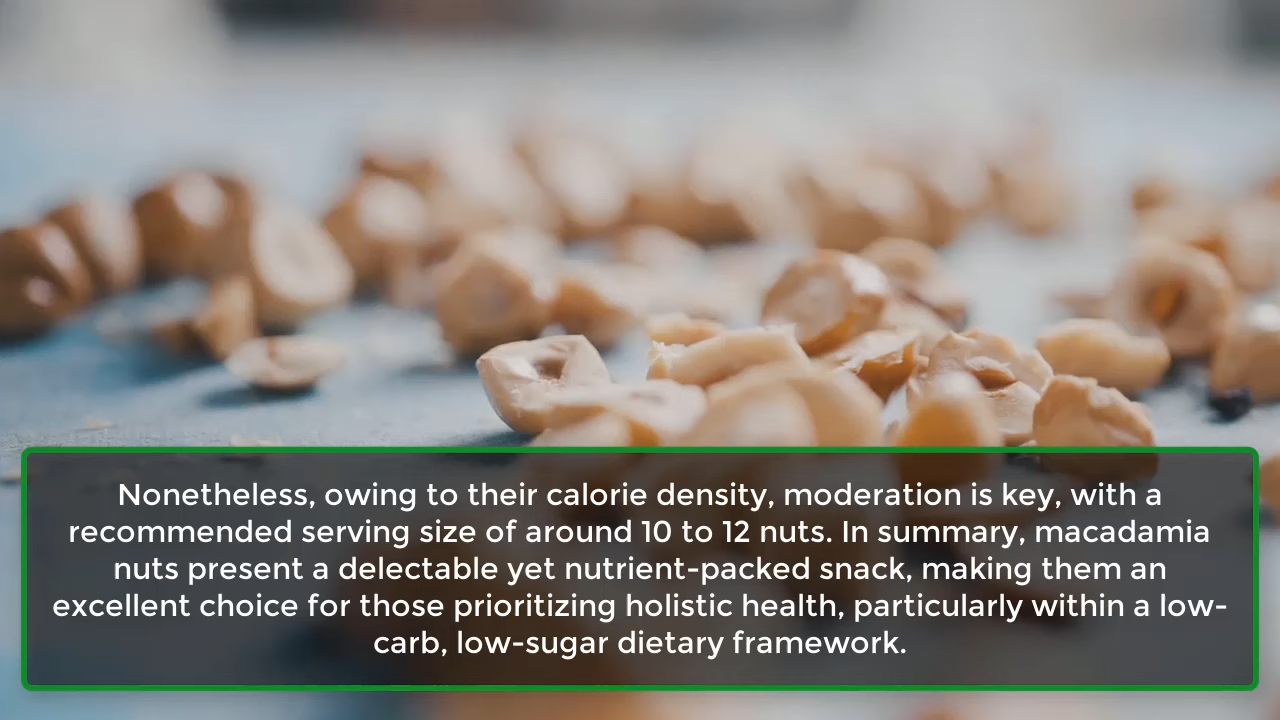 Nonetheless, owing to their calorie density, moderation is key, with a
recommended serving size of around 10 to 12 nuts. In summary, macadamia
nuts present a delectable yet nutrient-packed snack, making them an
excellent choice for those prioritizing holistic health, particularly within a low-
carb, low-sugar dietary framework.